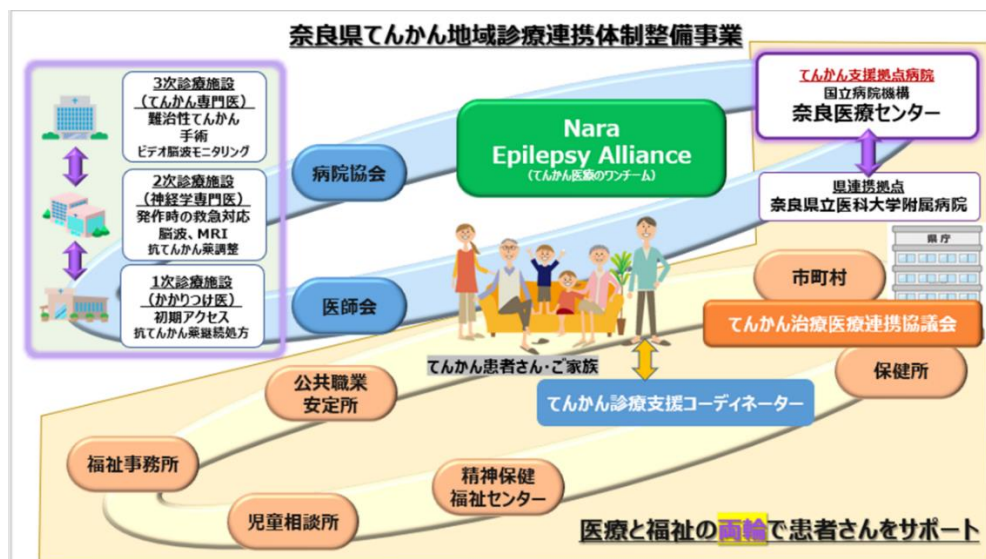 奈良県てんかん地域診療連携体制整備事業
3次診療施設
（てんかん専門医）
難治性てんかん
手術
ビデオ脳波モニタリング
2次診療施設
（神経学専門医）
発作時の救急対応
脳波、MRI
抗てんかん薬調整
1次診療施設
（かかりつけ医）
初期アクセス
抗てんかん薬継続処方
病院協会
医師会
Nara
Epilepsy Alliance
（てんかん医療のワンチーム）
てんかん支援拠点病院
国立病院機構
奈良医療センター
県連携拠点
奈良県立医科大学附属病院
県庁
市町村
てんかん治療医療連携協議会
保健所
てんかん患者さん・ご家族
てんかん診療支援コーディネーター
公共職業
安定所
福祉事務所
児童相談所
精神保健
福祉センター
医療と福祉の両輪で患者さんをサポート